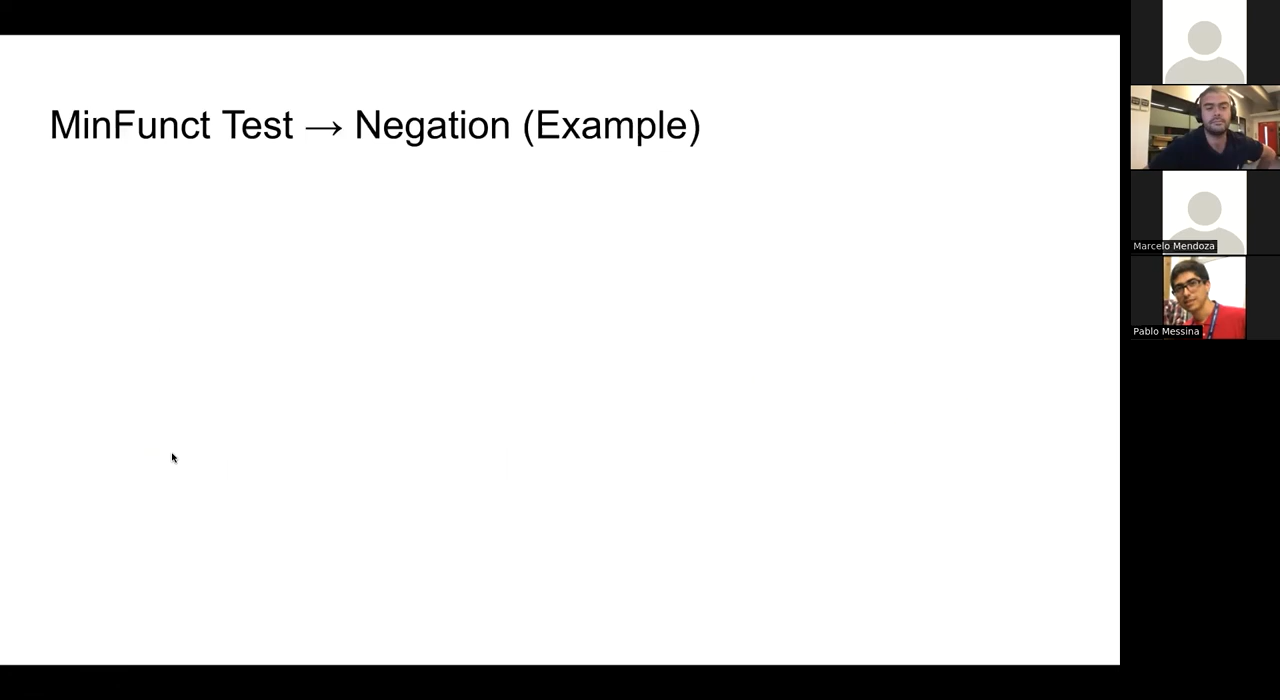 MinFunct Test → Negation (Example)
Marcelo Mendoza
Pablo Messina